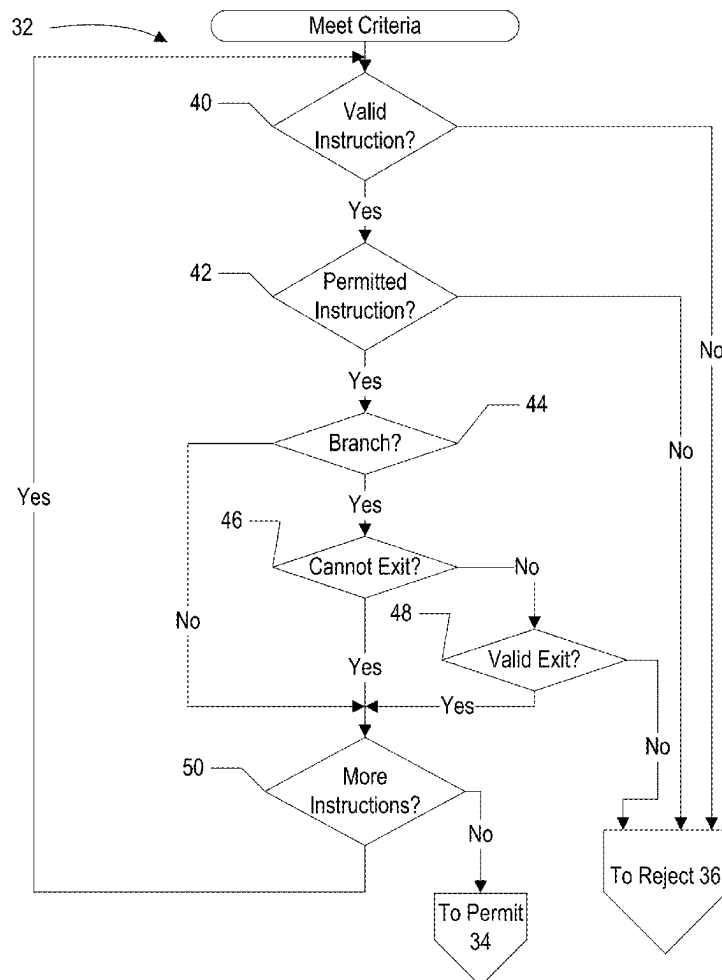 32
Meet Criteria
40
Valid
Instruction?
Yes
42
Permitted
Instruction?
No
Yes
44
Branch?
No
Yes
Yes
46
Cannot Exit?
No
48
No
Valid Exit?
Yes
Yes
No
50
More
Instructions?
No
To Reject 36
To Permit
34